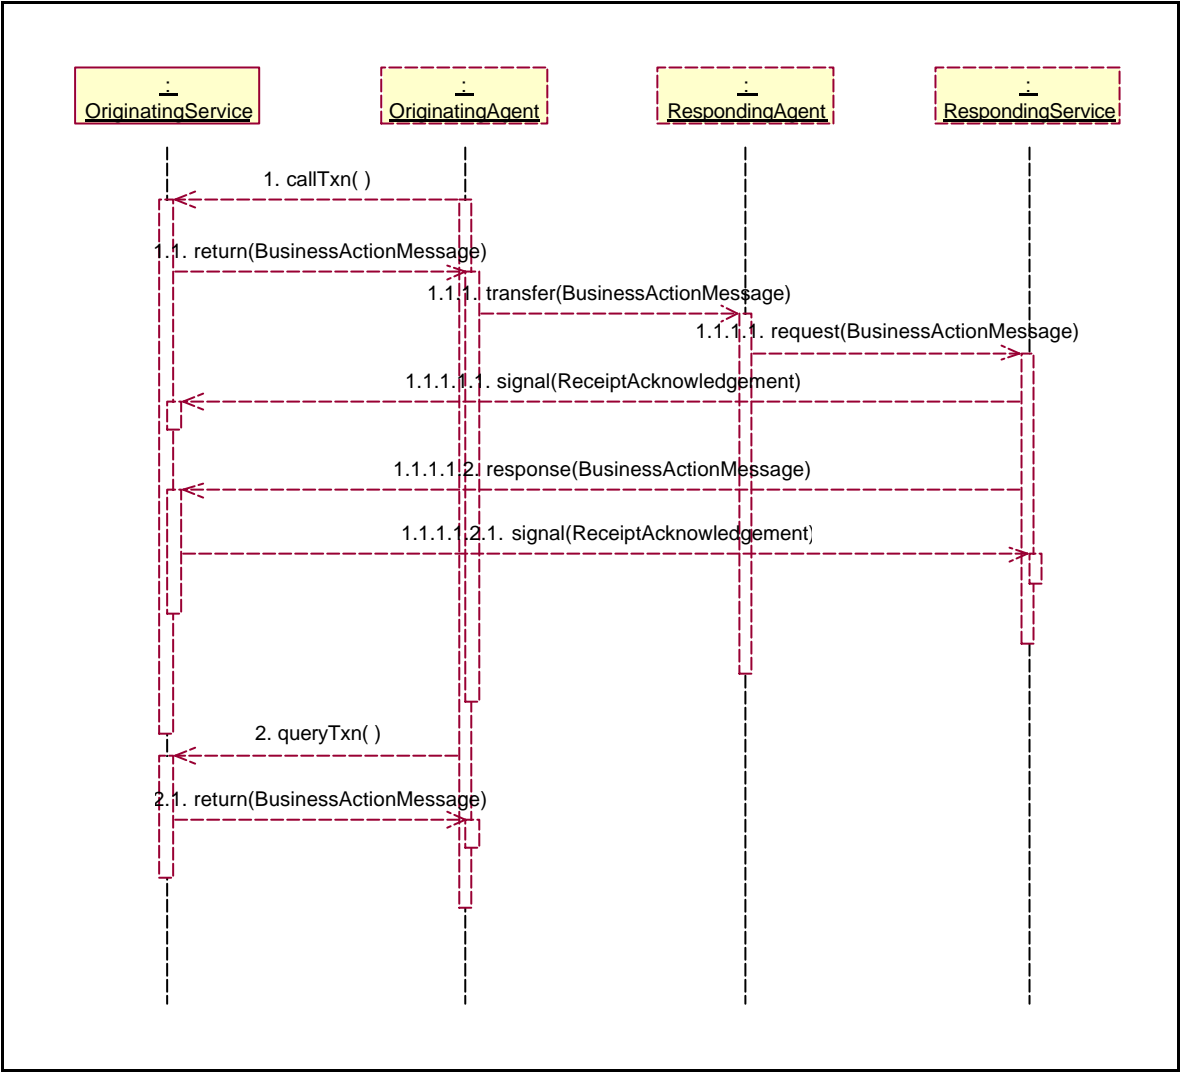 :
OriginatingService
:
OriginatingAgent
:
RespondingAgent
:
RespondingService
1. callTxn( )
1.1. return(BusinessActionMessage)
1.1.1. transfer(BusinessActionMessage)
1.1.1.1. request(BusinessActionMessage)
1.1.1.1.1. signal(ReceiptAcknowledgement)
1.1.1.1.2. response(BusinessActionMessage)
1.1.1.1.2.1. signal(ReceiptAcknowledgement)
2. queryTxn( )
2.1. return(BusinessActionMessage)